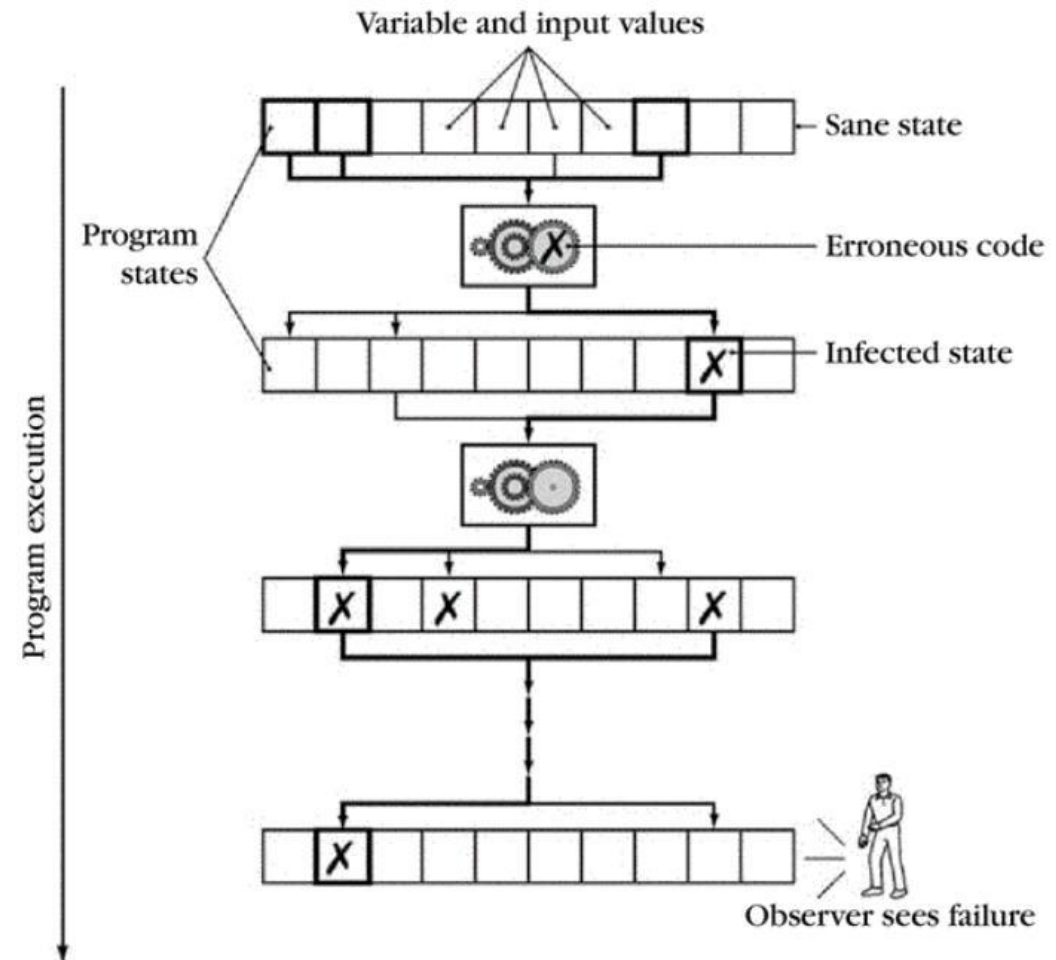 Variable and input values
Sane state
Program
states
Erroneous code
Infected state
Program execution
Observer sees failure